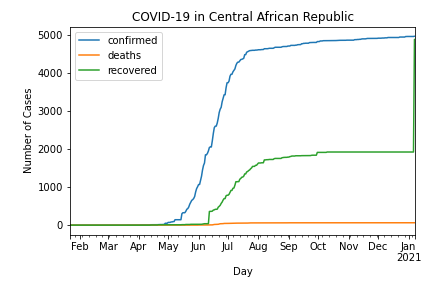 COVID-19 in Central African Republic
confirmed
deaths
recovered
Number of Cases
5000
4000
3000
2000
1000
0
Feb Mar Apr May Jun Jul Aug Sep Oct Nov Dec Jan
2021
Day